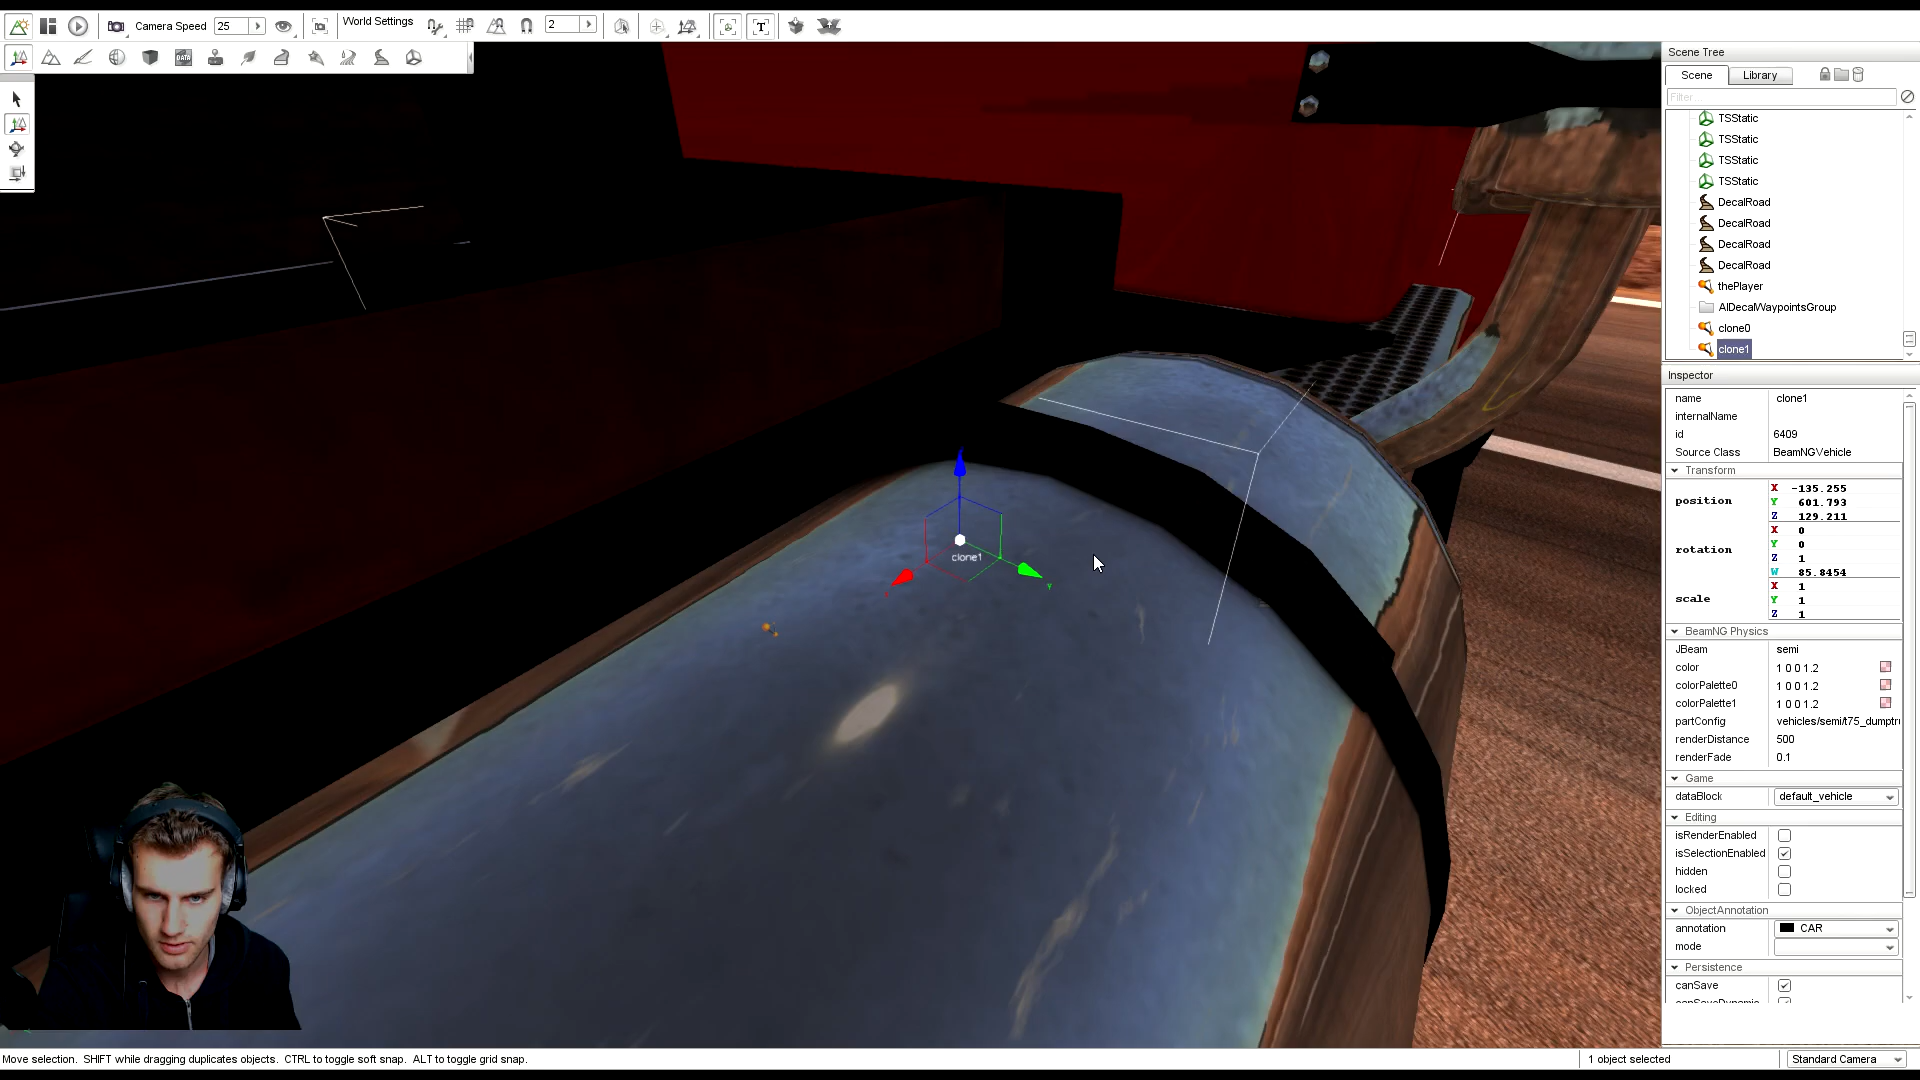 Camera Speed 25 World Settings 2
T
DATA
Scene Tree
Scene Library
Filter...
TSStatic
TSStatic
TSStatic
TSStatic
DecalRoad
DecalRoad
DecalRoad
DecalRoad
thePlayer
AIDecalWaypointsGroup
clone0
clone1
Inspector
name clone1
internalName
id 6409
Source Class BeamNGVehicle
Transform
position X -135.255
Y 601.793
Z 129.211
rotation X 0
Y 0
Z 1
W 85.8454
scale X 1
Y 1
Z 1
BeamNG Physics
JBeam semi
color 1 0 0 1.2
colorPalette0 1 0 0 1.2
colorPalette1 1 0 0 1.2
partConfig vehicles/semi/t75_dumptru
renderDistance 500
renderFade 0.1
Game
dataBlock default_vehicle
Editing
isRenderEnabled
isSelectionEnabled
hidden
locked
ObjectAnnotation
annotation CAR
mode
Persistence
canSave
canSaveDynamic
clone1
Y
Move selection. SHIFT while dragging duplicates objects. CTRL to toggle soft snap. ALT to toggle grid snap.
1 object selected
Standard Camera